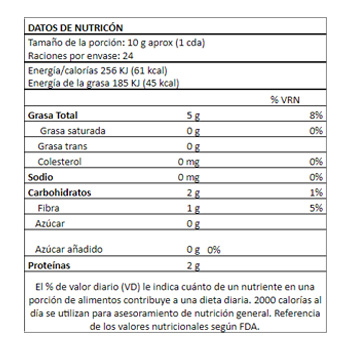 DATOS DE NUTRICÓN
Tamaño de la porción: 10 g aprox (1 cda)
Raciones por envase: 24
Energía/calorías 256 KJ (61 kcal)
Energía de la grasa 185 KJ (45 kcal)
% VRN
Grasa Total 5 g 8%
Grasa saturada 0 g 0%
Grasa trans 0 g
Colesterol 0 mg 0%
Sodio 0 mg 0%
Carbohidratos 2 g 1%
Fibra 1 g 5%
Azúcar 0 g
Azúcar añadido 0 g 0%
Proteínas 2 g
El % de valor diario (VD) le indica cuánto de un nutriente en una
porción de alimentos contribuye a una dieta diaria. 2000 calorías al
día se utilizan para asesoramiento de nutrición general. Referencia
de los valores nutricionales según FDA.